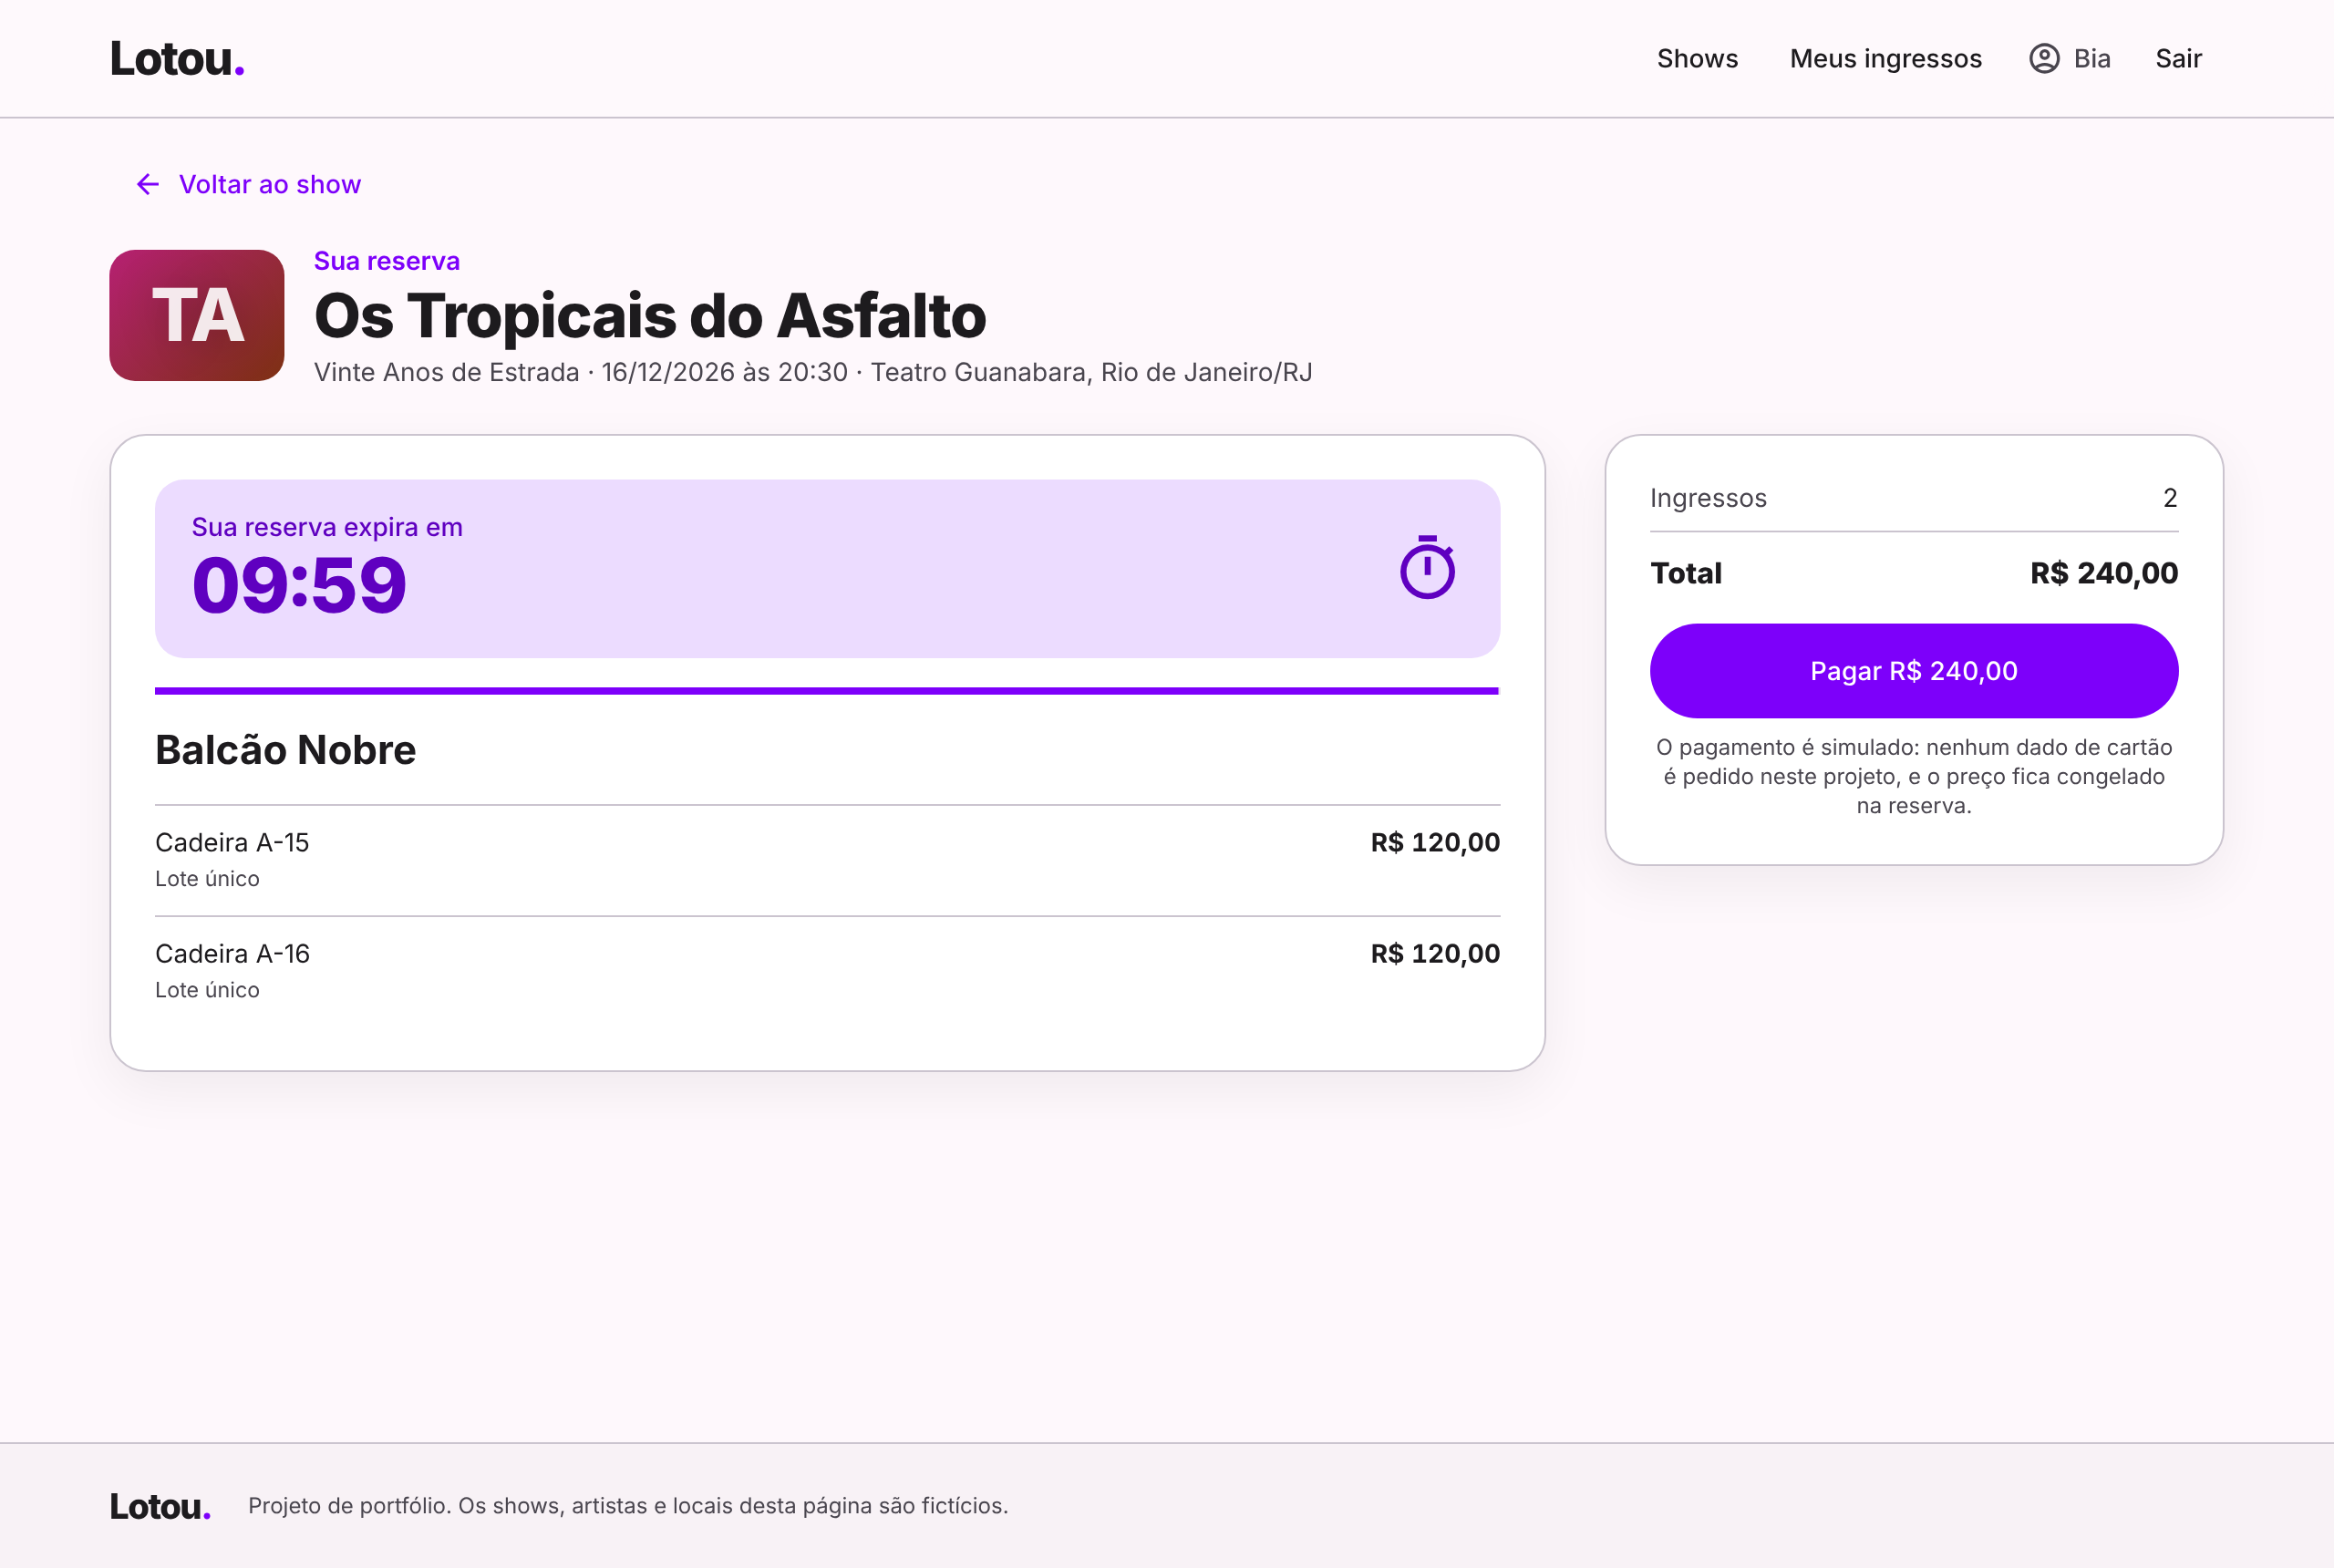 Lotou.
Shows
Meus ingressos
Bia
Sair
Voltar ao show
TA
Sua reserva
Os Tropicais do Asfalto
Vinte Anos de Estrada · 16/12/2026 às 20:30 · Teatro Guanabara, Rio de Janeiro/RJ
Sua reserva expira em
09:59
Balcão Nobre
Cadeira A-15
R$ 120,00
Lote único
Cadeira A-16
R$ 120,00
Lote único
Ingressos
2
Total
R$ 240,00
Pagar R$ 240,00
O pagamento é simulado: nenhum dado de cartão
é pedido neste projeto, e o preço fica congelado
na reserva.
Lotou.
Projeto de portfólio. Os shows, artistas e locais desta página são fictícios.